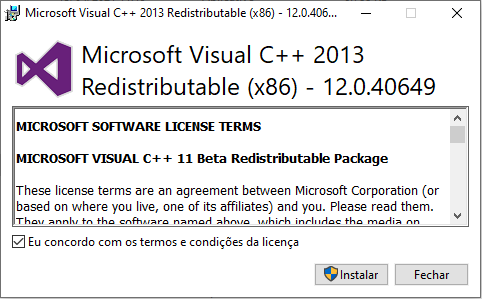 Microsoft Visual C++ 2013 Redistributable (x86) - 12.0.406...
Microsoft Visual C++ 2013
Redistributable (x86) - 12.0.40649
MICROSOFT SOFTWARE LICENSE TERMS
MICROSOFT VISUAL C++ 11 Beta Redistributable Package
These license terms are an agreement between Microsoft Corporation (or
based on where you live, one of its affiliates) and you. Please read them.
They apply to the software named above, which includes the media on
Eu concordo com os termos e condições da licença
Instalar
Fechar